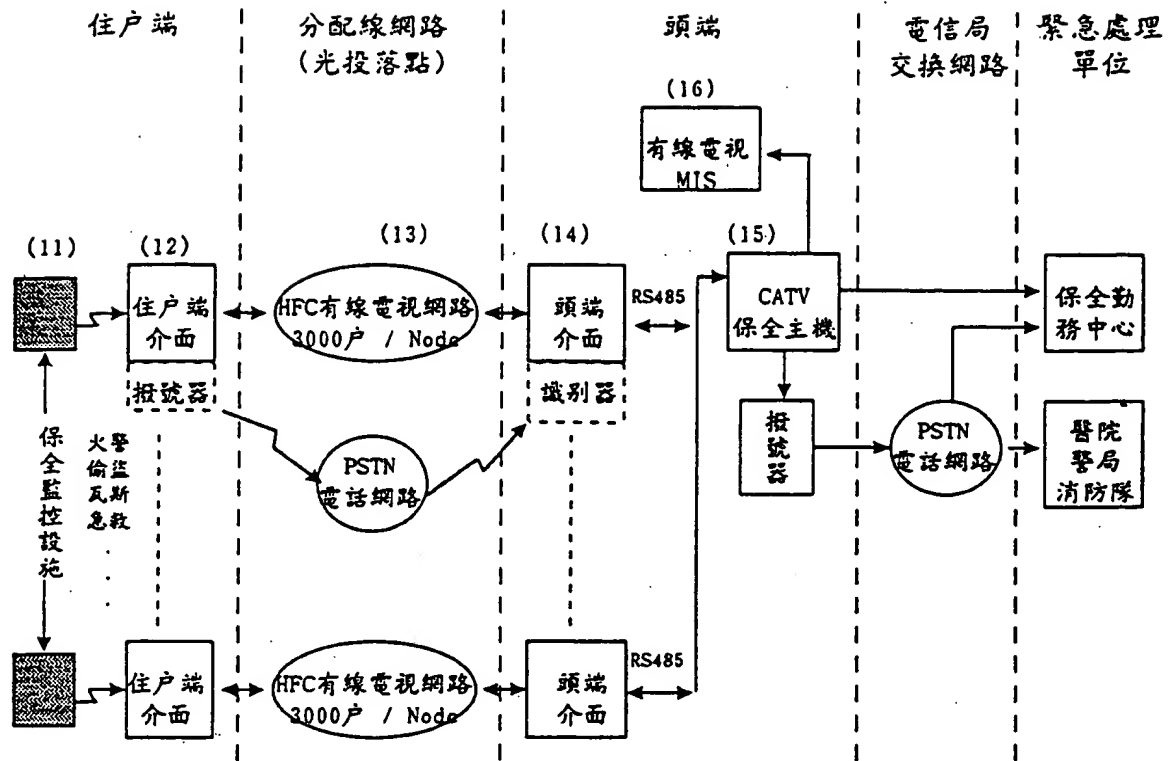 住户端
分配線網路
(光投落點)
頭端
電信局
交換網路
緊急處理
單位
(16)
有線電視
MIS
(11)
(12)
(13)
(14)
(15)
住户端
介面
HFC有線電視網路
3000户 / Node
頭端
介面
RS485
CATV
保全主機
保全勤
務中心
撥號器
識別器
保全監控設施
火警
偷盜
瓦斯
急救
PSTN
電話網路
撥號器
PSTN
電話網路
醫院
警局
消防隊
住户端
介面
HFC有線電視網路
3000户 / Node
頭端
介面
RS485